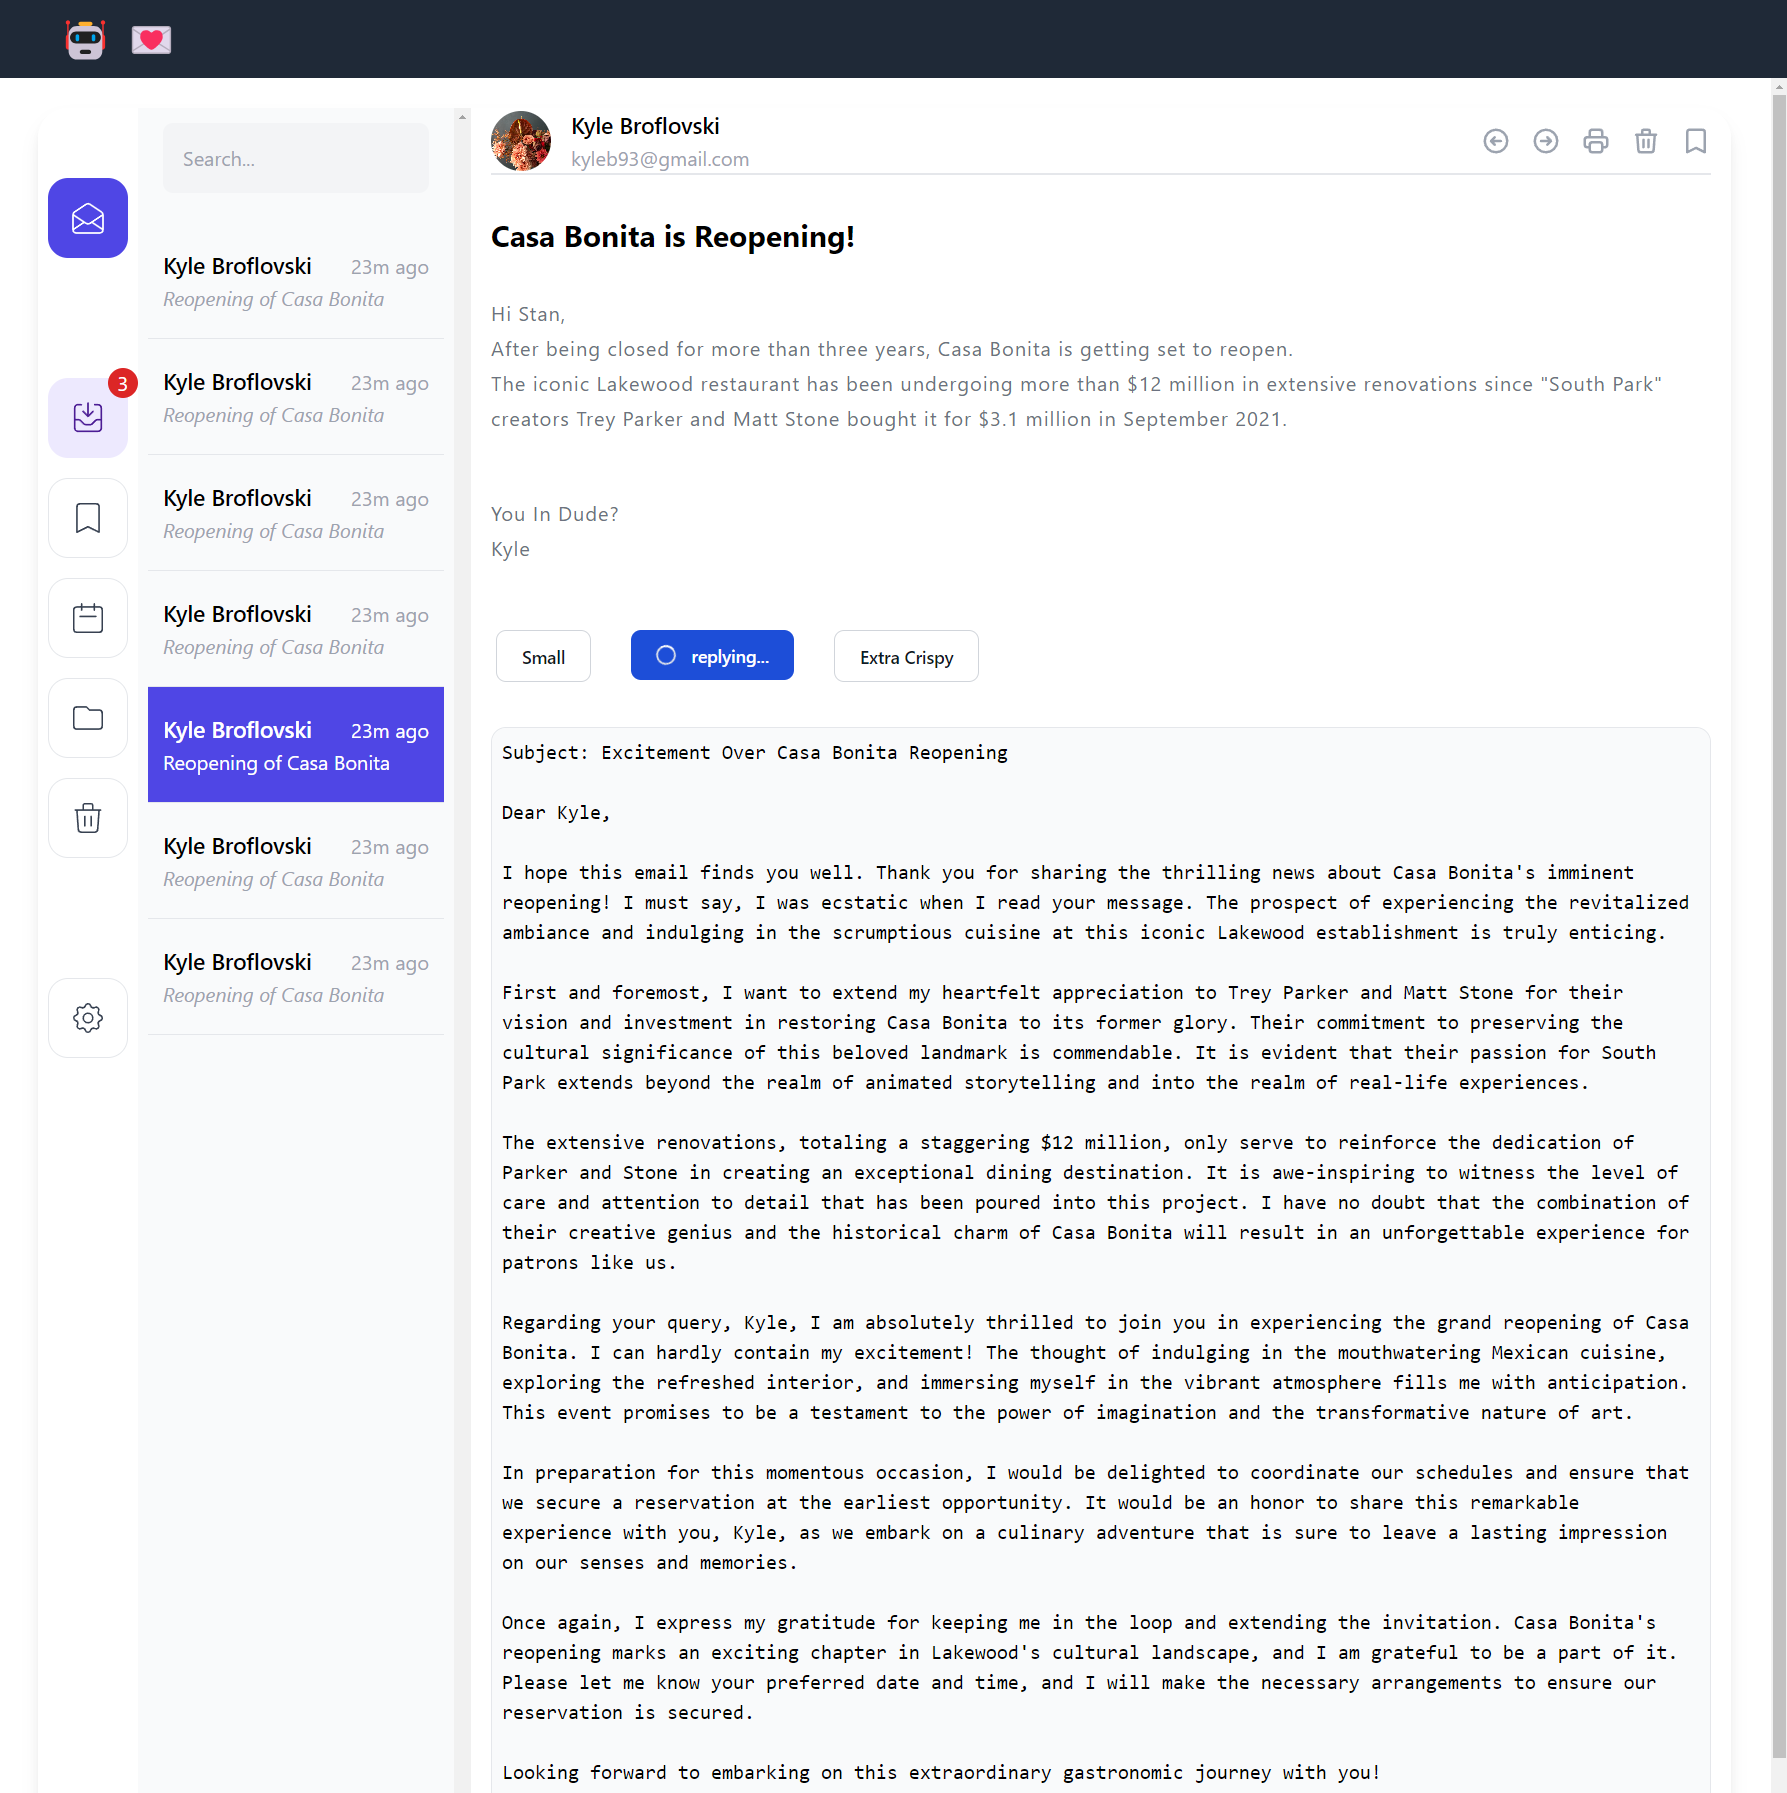 Search...
Kyle Broflovski 23m ago
Reopening of Casa Bonita
Kyle Broflovski 23m ago
Reopening of Casa Bonita
Kyle Broflovski 23m ago
Reopening of Casa Bonita
Kyle Broflovski 23m ago
Reopening of Casa Bonita
Kyle Broflovski 23m ago
Reopening of Casa Bonita
Kyle Broflovski 23m ago
Reopening of Casa Bonita
Kyle Broflovski 23m ago
Reopening of Casa Bonita
3
Kyle Broflovski
kyleb93@gmail.com
Casa Bonita is Reopening!
Hi Stan,
After being closed for more than three years, Casa Bonita is getting set to reopen.
The iconic Lakewood restaurant has been undergoing more than $12 million in extensive renovations since "South Park"
creators Trey Parker and Matt Stone bought it for $3.1 million in September 2021.
You In Dude?
Kyle
Small
replying...
Extra Crispy
Subject: Excitement Over Casa Bonita Reopening
Dear Kyle,
I hope this email finds you well. Thank you for sharing the thrilling news about Casa Bonita's imminent
reopening! I must say, I was ecstatic when I read your message. The prospect of experiencing the revitalized
ambiance and indulging in the scrumptious cuisine at this iconic Lakewood establishment is truly enticing.
First and foremost, I want to extend my heartfelt appreciation to Trey Parker and Matt Stone for their
vision and investment in restoring Casa Bonita to its former glory. Their commitment to preserving the
cultural significance of this beloved landmark is commendable. It is evident that their passion for South
Park extends beyond the realm of animated storytelling and into the realm of real-life experiences.
The extensive renovations, totaling a staggering $12 million, only serve to reinforce the dedication of
Parker and Stone in creating an exceptional dining destination. It is awe-inspiring to witness the level of
care and attention to detail that has been poured into this project. I have no doubt that the combination of
their creative genius and the historical charm of Casa Bonita will result in an unforgettable experience for
patrons like us.
Regarding your query, Kyle, I am absolutely thrilled to join you in experiencing the grand reopening of Casa
Bonita. I can hardly contain my excitement! The thought of indulging in the mouthwatering Mexican cuisine,
exploring the refreshed interior, and immersing myself in the vibrant atmosphere fills me with anticipation.
This event promises to be a testament to the power of imagination and the transformative nature of art.
In preparation for this momentous occasion, I would be delighted to coordinate our schedules and ensure that
we secure a reservation at the earliest opportunity. It would be an honor to share this remarkable
experience with you, Kyle, as we embark on a culinary adventure that is sure to leave a lasting impression
on our senses and memories.
Once again, I express my gratitude for keeping me in the loop and extending the invitation. Casa Bonita's
reopening marks an exciting chapter in Lakewood's cultural landscape, and I am grateful to be a part of it.
Please let me know your preferred date and time, and I will make the necessary arrangements to ensure our
reservation is secured.
Looking forward to embarking on this extraordinary gastronomic journey with you!